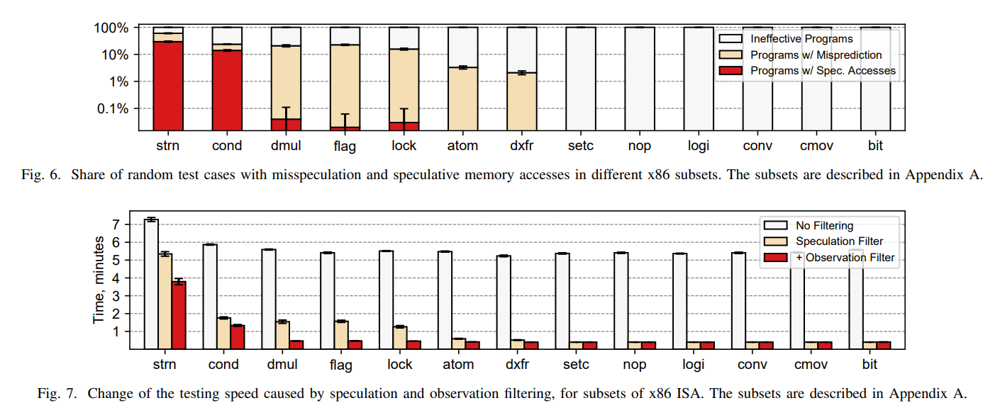 100%
10%
1%
0.1%
Ineffective Programs
Programs w/ Misprediction
Programs w/ Spec. Accesses
strn cond dmul flag lock atom dxfr setc nop logi conv cmov bit
Fig. 6. Share of random test cases with misspeculation and speculative memory accesses in different x86 subsets. The subsets are described in Appendix A.
Time, minutes
7
6
5
4
3
2
1
No Filtering
Speculation Filter
+ Observation Filter
strn cond dmul flag lock atom dxfr setc nop logi conv cmov bit
Fig. 7. Change of the testing speed caused by speculation and observation filtering, for subsets of x86 ISA. The subsets are described in Appendix A.